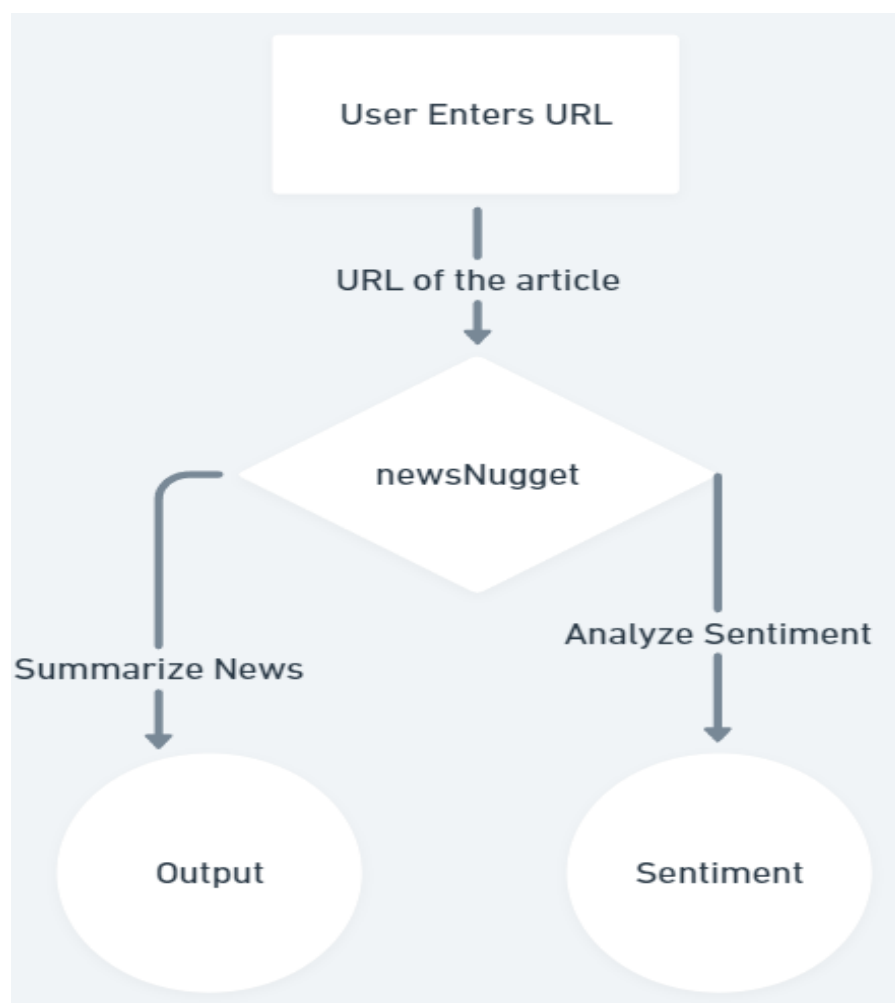 User Enters URL
URL of the article
newsNugget
Analyze Sentiment
Summarize News
Output
Sentiment